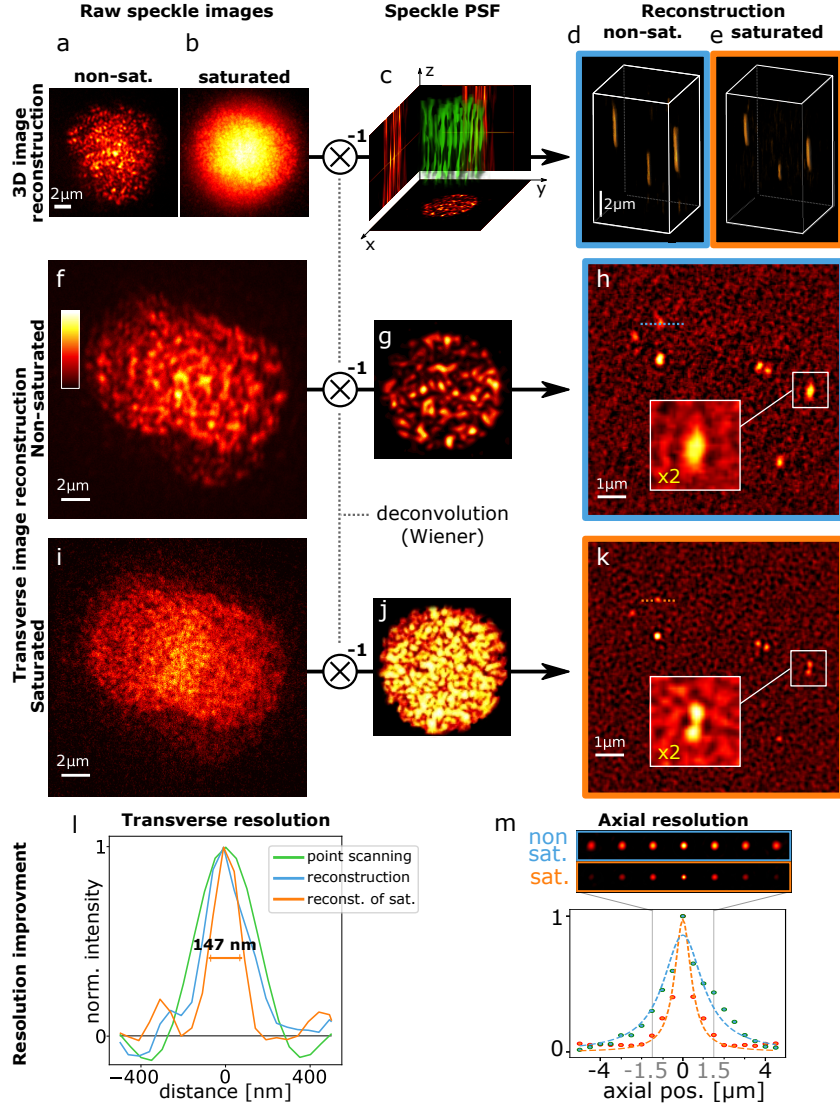 Raw speckle images
Speckle PSF
Reconstruction
non-sat.
saturated
a
b
c
d
e
non-sat.
saturated
3D image
reconstruction
2μm
-1
z
y
x
2μm
Transverse image reconstruction
Non-saturated
f
2μm
-1
g
h
x2
1μm
deconvolution
(Wiener)
Saturated
i
2μm
-1
j
k
x2
1μm
Resolution improvment
l
Transverse resolution
norm. intensity
1
0
point scanning
reconstruction
reconst. of sat.
147 nm
−400
0
400
distance [nm]
m
Axial resolution
non
sat.
sat.
1
0
-4
-1.5
0
1.5
4
axial pos. [μm]